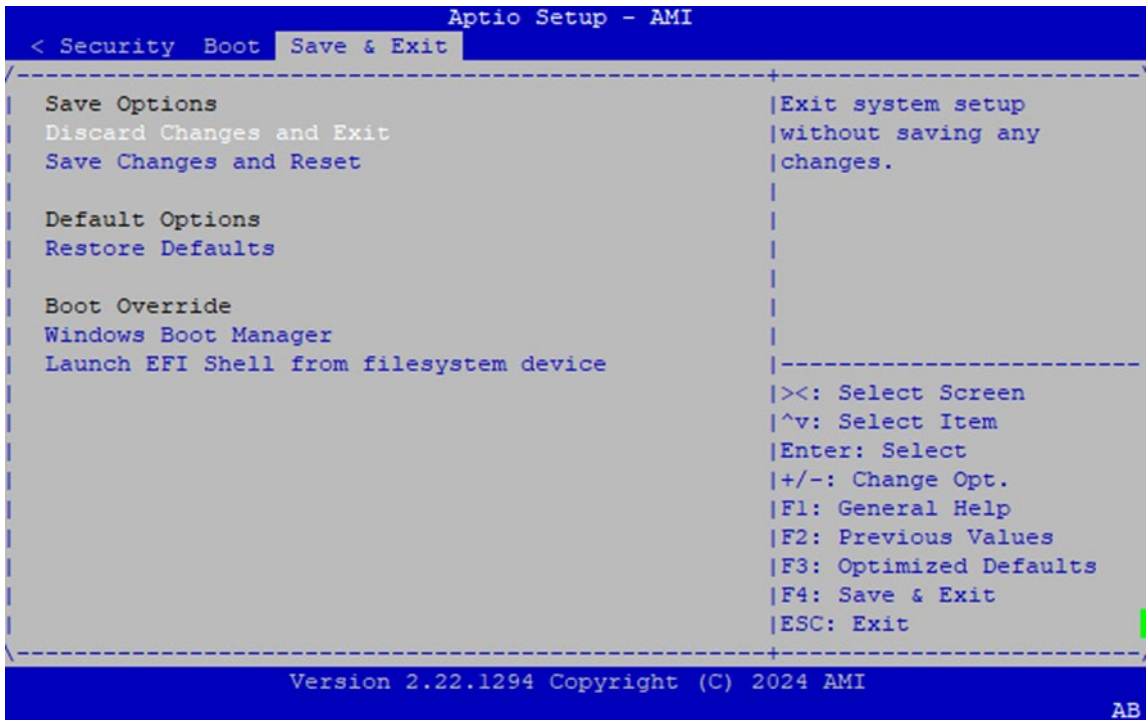 Aptio Setup - AMI
< Security Boot Save & Exit
Save Options
Discard Changes and Exit
Save Changes and Reset
Default Options
Restore Defaults
Boot Override
Windows Boot Manager
Launch EFI Shell from filesystem device
Exit system setup
without saving any
changes.
><: Select Screen
^v: Select Item
Enter: Select
+/-: Change Opt.
F1: General Help
F2: Previous Values
F3: Optimized Defaults
F4: Save & Exit
ESC: Exit
Version 2.22.1294 Copyright (C) 2024 AMI
AB